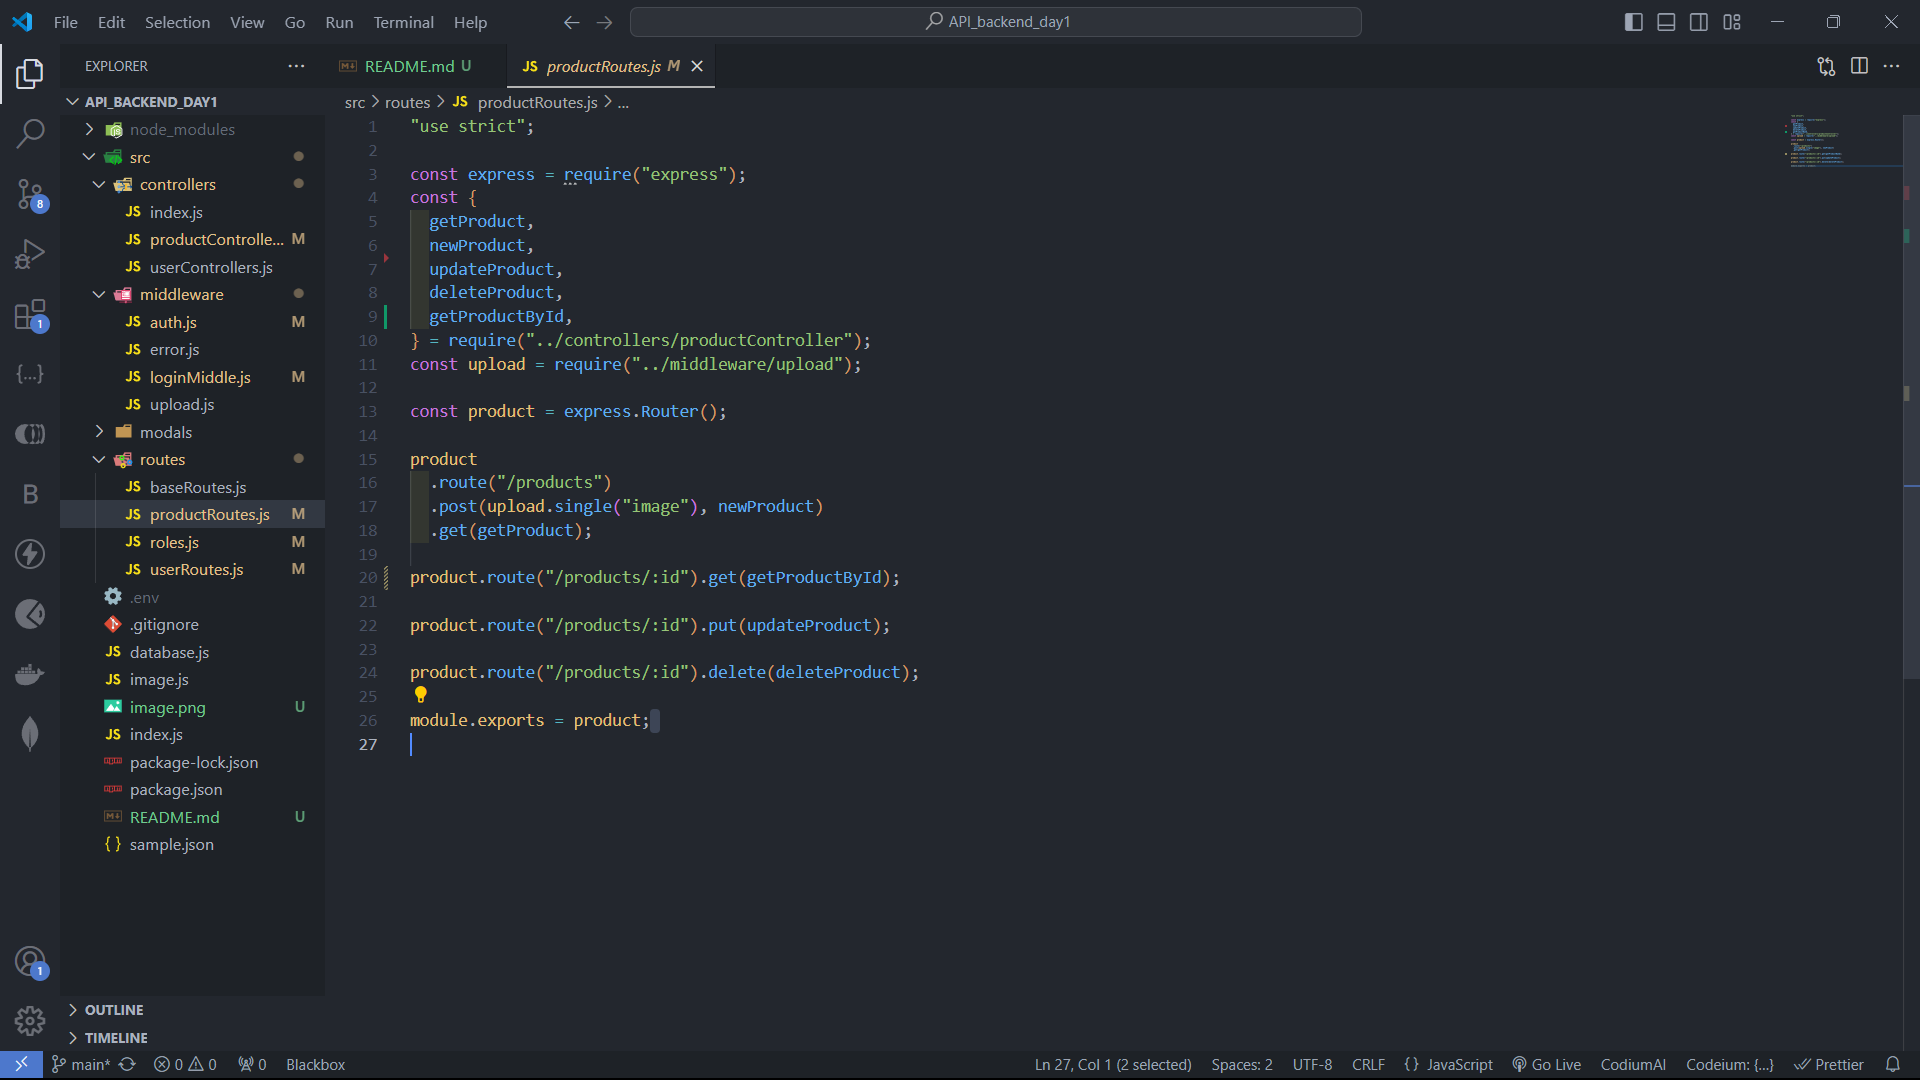 File Edit Selection View Go Run Terminal Help
API_backend_day1
EXPLORER
README.md U
JS productRoutes.js M
API_BACKEND_DAY1
src > routes > JS productRoutes.js > ...
node_modules
src
controllers
JS index.js
JS productControlle... M
JS userControllers.js
middleware
JS auth.js M
JS error.js
JS loginMiddle.js M
JS upload.js
modals
routes
JS baseRoutes.js
JS productRoutes.js M
JS roles.js M
JS userRoutes.js M
.env
.gitignore
JS database.js
JS image.js
image.png U
JS index.js
package-lock.json
package.json
README.md U
{} sample.json
OUTLINE
TIMELINE
8
1
{...}
B
1
1 "use strict";
2
3 const express = require("express");
4 const {
5 getProduct,
6 newProduct,
7 updateProduct,
8 deleteProduct,
9 getProductById,
10 } = require("../controllers/productController");
11 const upload = require("../middleware/upload");
12
13 const product = express.Router();
14
15 product
16 .route("/products")
17 .post(upload.single("image"), newProduct)
18 .get(getProduct);
19
20 product.route("/products/:id").get(getProductById);
21
22 product.route("/products/:id").put(updateProduct);
23
24 product.route("/products/:id").delete(deleteProduct);
25
26 module.exports = product;
27
main* 0 0 0 Blackbox Ln 27, Col 1 (2 selected) Spaces: 2 UTF-8 CRLF {} JavaScript Go Live CodiumAI Codeium: {...} Prettier